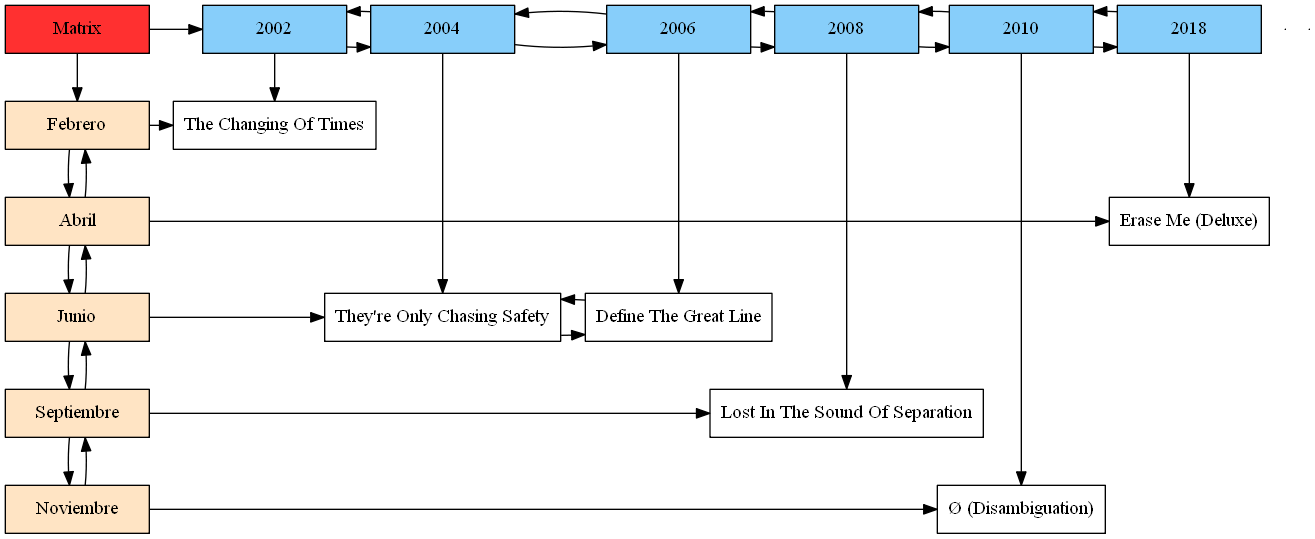 Matrix
2002
2004
2006
2008
2010
2018
Febrero
The Changing Of Times
Abril
Erase Me (Deluxe)
Junio
They're Only Chasing Safety
Define The Great Line
Septiembre
Lost In The Sound Of Separation
Noviembre
Ø (Disambiguation)